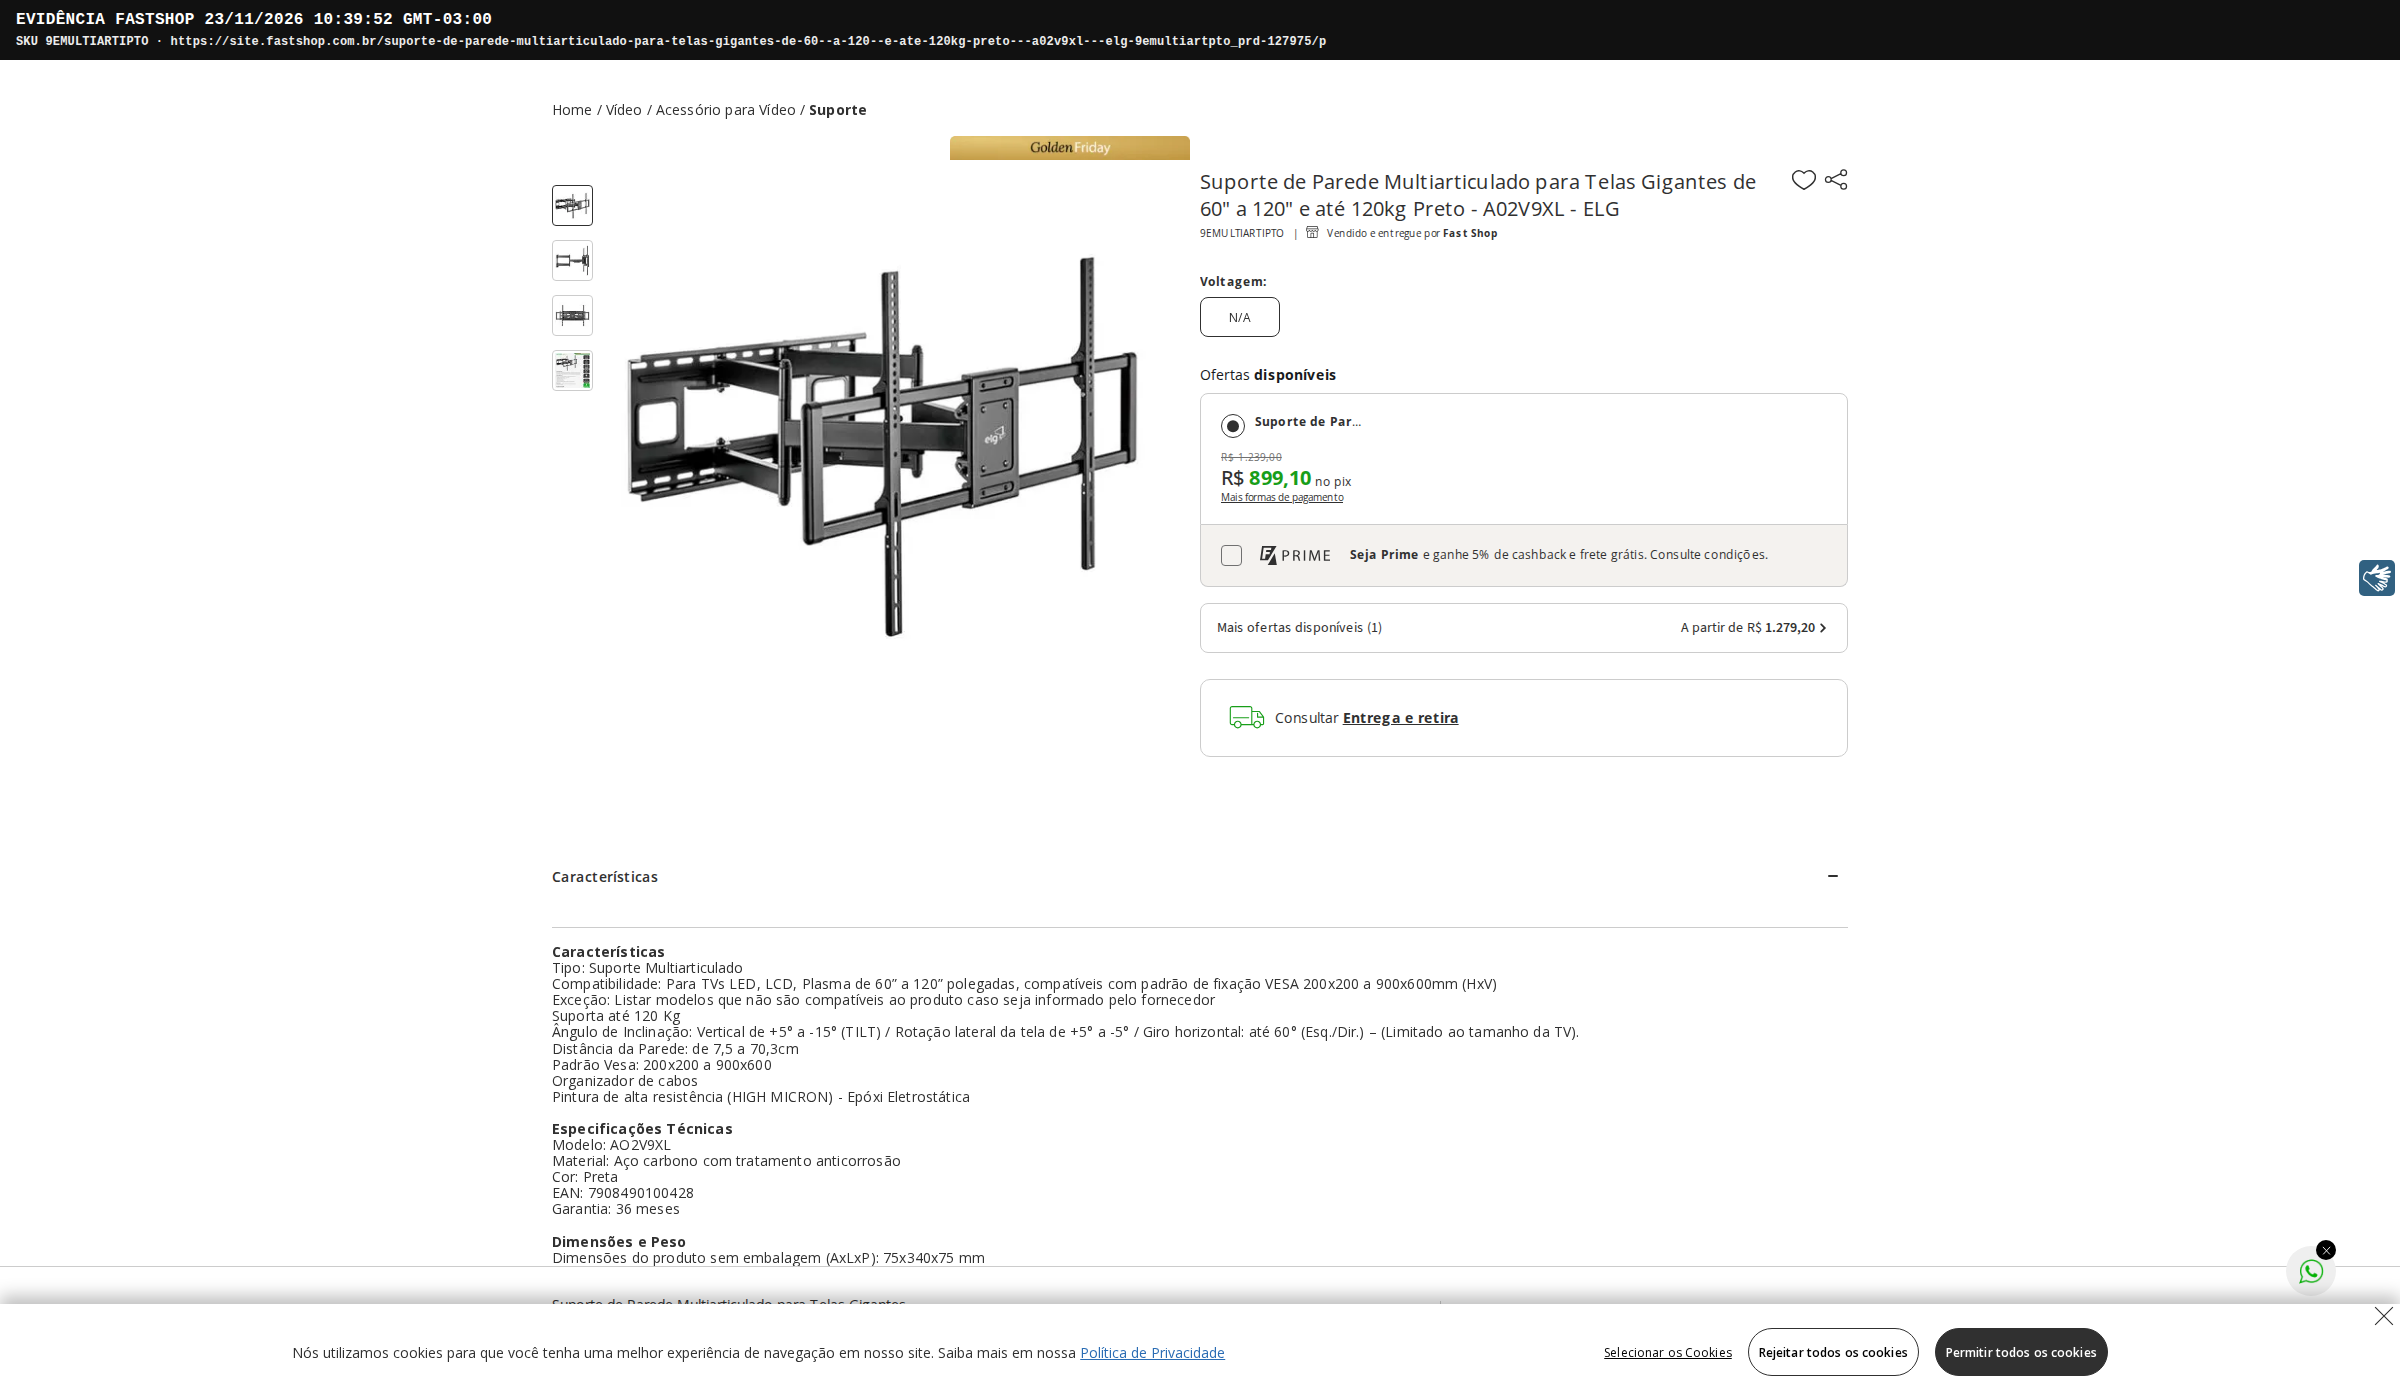 EVIDÊNCIA FASTSHOP 23/11/2026 10:39:52 GMT-03:00
SKU 9EMULTIARTIPTO · https://site.fastshop.com.br/suporte-de-parede-multiarticulado-para-telas-gigantes-de-60--a-120--e-ate-120kg-preto---a02v9xl---elg-9emultiartpto_prd-127975/p
Home / Vídeo / Acessório para Vídeo / Suporte
Golden Friday
Suporte de Parede Multiarticulado para Telas Gigantes de
60" a 120" e até 120kg Preto - A02V9XL - ELG
9EMULTIARTIPTO | Vendido e entregue por Fast Shop
Voltagem:
N/A
Ofertas disponíveis
Suporte de Par...
R$ 1.239,00
R$ 899,10 no pix
Mais formas de pagamento
PRIME Seja Prime e ganhe 5% de cashback e frete grátis. Consulte condições.
Mais ofertas disponíveis (1) A partir de R$ 1.279,20
Consultar Entrega e retira
elg
Características
Características
Tipo: Suporte Multiarticulado
Compatibilidade: Para TVs LED, LCD, Plasma de 60” a 120” polegadas, compatíveis com padrão de fixação VESA 200x200 a 900x600mm (HxV)
Exceção: Listar modelos que não são compatíveis ao produto caso seja informado pelo fornecedor
Suporta até 120 Kg
Ângulo de Inclinação: Vertical de +5° a -15° (TILT) / Rotação lateral da tela de +5° a -5° / Giro horizontal: até 60° (Esq./Dir.) – (Limitado ao tamanho da TV).
Distância da Parede: de 7,5 a 70,3cm
Padrão Vesa: 200x200 a 900x600
Organizador de cabos
Pintura de alta resistência (HIGH MICRON) - Epóxi Eletrostática
Especificações Técnicas
Modelo: AO2V9XL
Material: Aço carbono com tratamento anticorrosão
Cor: Preta
EAN: 7908490100428
Garantia: 36 meses
Dimensões e Peso
Dimensões do produto sem embalagem (AxLxP): 75x340x75 mm
Suporte de Parede Multiarticulado para Telas Gigantes
Nós utilizamos cookies para que você tenha uma melhor experiência de navegação em nosso site. Saiba mais em nossa Política de Privacidade
Selecionar os Cookies
Rejeitar todos os cookies
Permitir todos os cookies